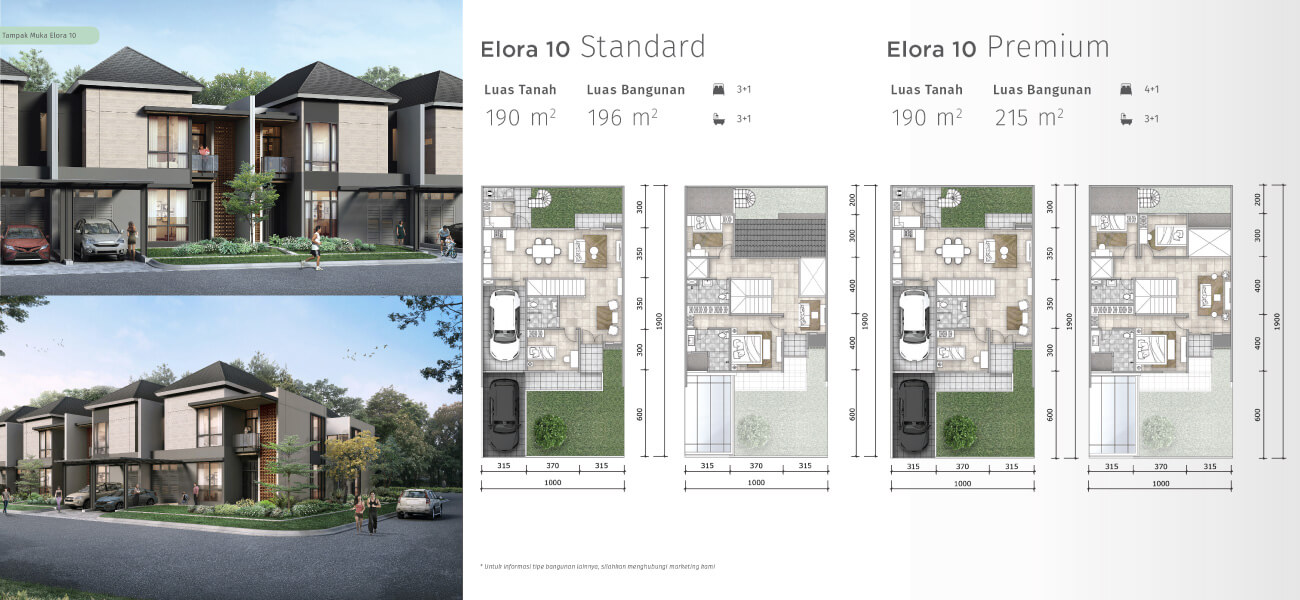 Tampak Muka Elora 10
Elora 10 Standard
Luas Tanah Luas Bangunan 3+1
190 m² 196 m² 3+1
Elora 10 Premium
Luas Tanah Luas Bangunan 4+1
190 m² 215 m² 3+1
300
350
350
300
600
1900
315 370 315
1000
200
300
400
400
600
1900
315 370 315
1000
300
350
350
300
600
1900
315 370 315
1000
200
300
400
400
600
1900
315 370 315
1000
* Untuk informasi tipe bangunan lainnya, silahkan menghubungi marketing kami